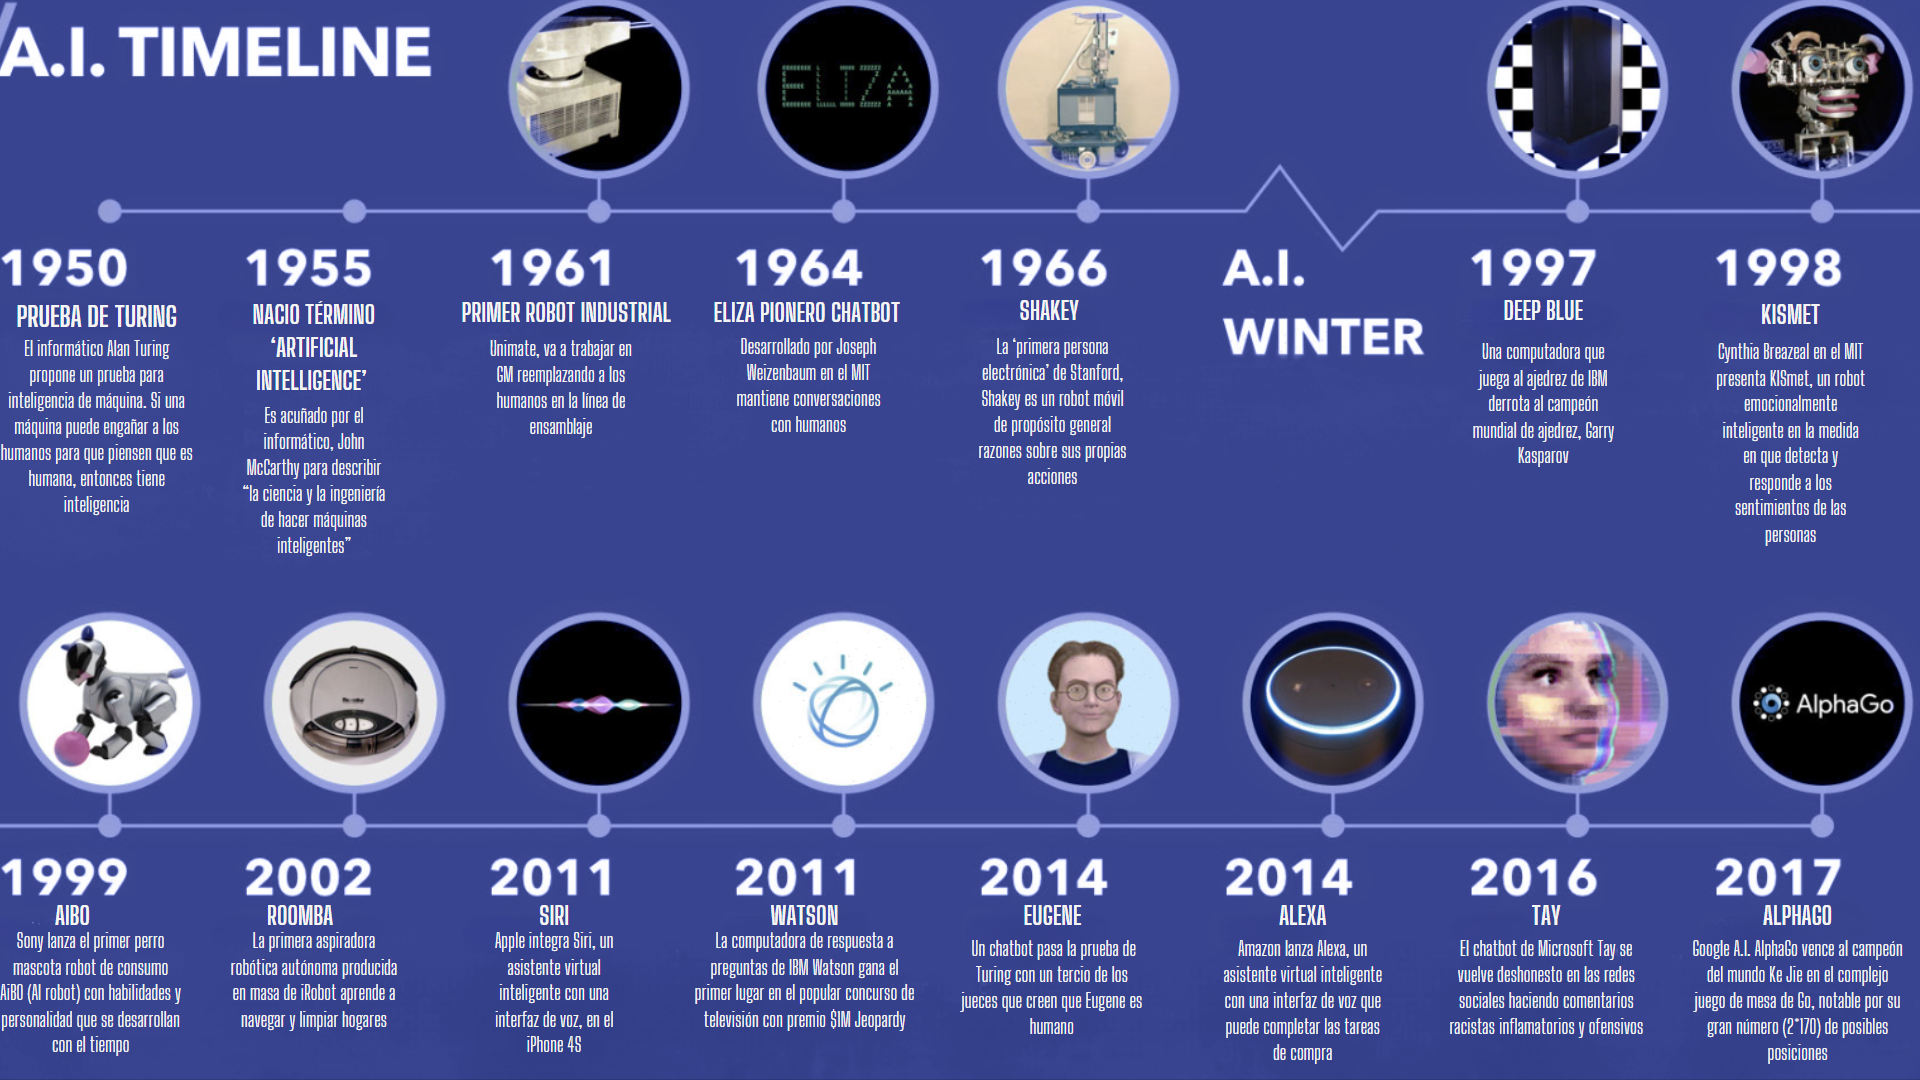 A.I. TIMELINE
ELIZA
1950
PRUEBA DE TURING
El informático Alan Turing
propone un prueba para
inteligencia de máquina. Si una
máquina puede engañar a los
humanos para que piensen que es
humana, entonces tiene
inteligencia
1955
NACIO TÉRMINO
‘ARTIFICIAL
INTELLIGENCE’
Es acuñado por el
informático, John
McCarthy para describir
“la ciencia y la ingeniería
de hacer máquinas
inteligentes”
1961
PRIMER ROBOT INDUSTRIAL
Unimate, va a trabajar en
GM reemplazando a los
humanos en la línea de
ensamblaje
1964
ELIZA PIONERO CHATBOT
Desarrollado por Joseph
Weizenbaum en el MIT
mantiene conversaciones
con humanos
1966
SHAKEY
La ‘primera persona
electrónica’ de Stanford,
Shakey es un robot móvil
de propósito general
razones sobre sus propias
acciones
A.I.
WINTER
1997
DEEP BLUE
Una computadora que
juega al ajedrez de IBM
derrota al campeón
mundial de ajedrez, Garry
Kasparov
1998
KISMET
Cynthia Breazeal en el MIT
presenta KISmet, un robot
emocionalmente
inteligente en la medida
en que detecta y
responde a los
sentimientos de las
personas
AlphaGo
1999
AIBO
Sony lanza el primer perro
mascota robot de consumo
AiBO (AI robot) con habilidades y
personalidad que se desarrollan
con el tiempo
2002
ROOMBA
La primera aspiradora
robótica autónoma producida
en masa de iRobot aprende a
navegar y limpiar hogares
2011
SIRI
Apple integra Siri, un
asistente virtual
inteligente con una
interfaz de voz, en el
iPhone 4S
2011
WATSON
La computadora de respuesta a
preguntas de IBM Watson gana el
primer lugar en el popular concurso de
televisión con premio $1M Jeopardy
2014
EUGENE
Un chatbot pasa la prueba de
Turing con un tercio de los
jueces que creen que Eugene es
humano
2014
ALEXA
Amazon lanza Alexa, un
asistente virtual inteligente
con una interfaz de voz que
puede completar las tareas
de compra
2016
TAY
El chatbot de Microsoft Tay se
vuelve deshonesto en las redes
sociales haciendo comentarios
racistas inflamatorios y ofensivos
2017
ALPHAGO
Google A.I. AlphaGo vence al campeón
del mundo Ke Jie en el complejo
juego de mesa de Go, notable por su
gran número (2*170) de posibles
posiciones